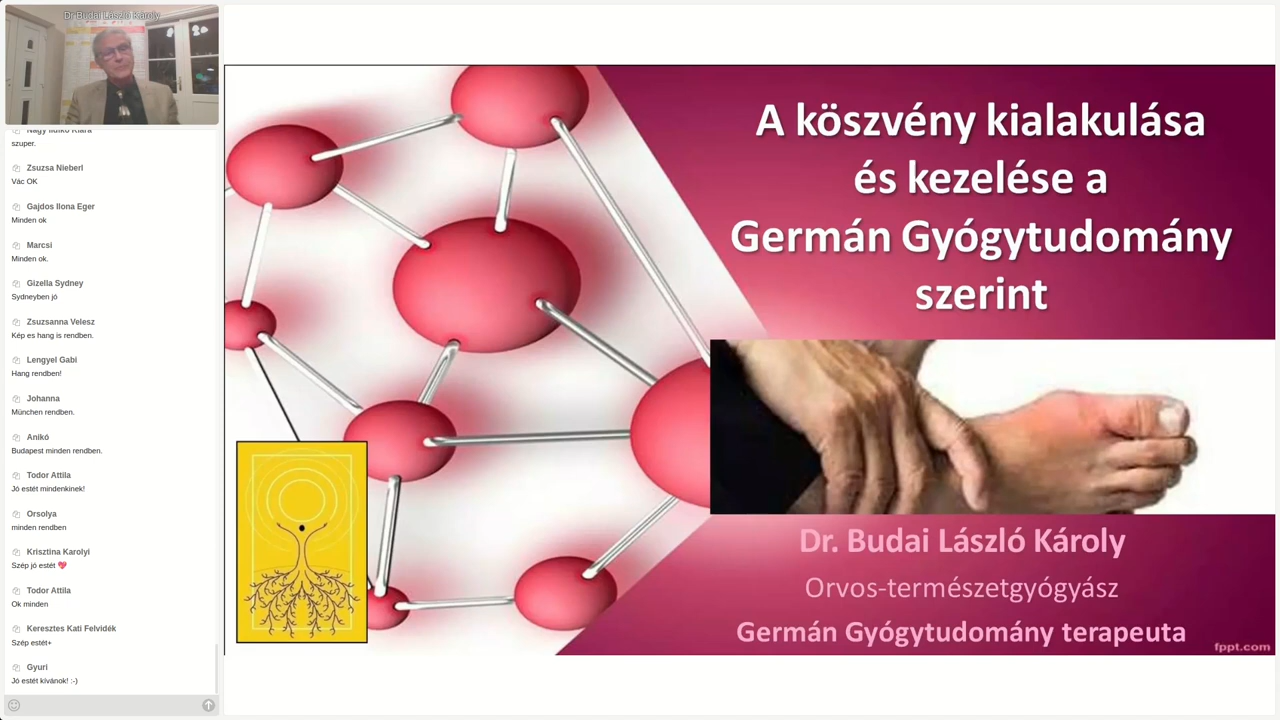 Dr Budai László Károly
Nagy Ildikó Klára
szuper.
Zsuzsa Nieberl
Vác OK
Gajdos Ilona Eger
Minden ok
Marcsi
Minden ok.
Gizella Sydney
Sydneyben jó
Zsuzsanna Velesz
Kép es hang is rendben.
Lengyel Gabi
Hang rendben!
Johanna
München rendben.
Anikó
Budapest minden rendben.
Todor Attila
Jó estét mindenkinek!
Orsolya
minden rendben
Krisztina Karolyi
Szép jó estét 💖
Todor Attila
Ok minden
Keresztes Kati Felvidék
Szép estét+
Gyuri
Jó estét kívánok! :-)
A köszvény kialakulása
és kezelése a
Germán Gyógytudomány
szerint
Dr. Budai László Károly
Orvos-természetgyógyász
Germán Gyógytudomány terapeuta
fppt.com